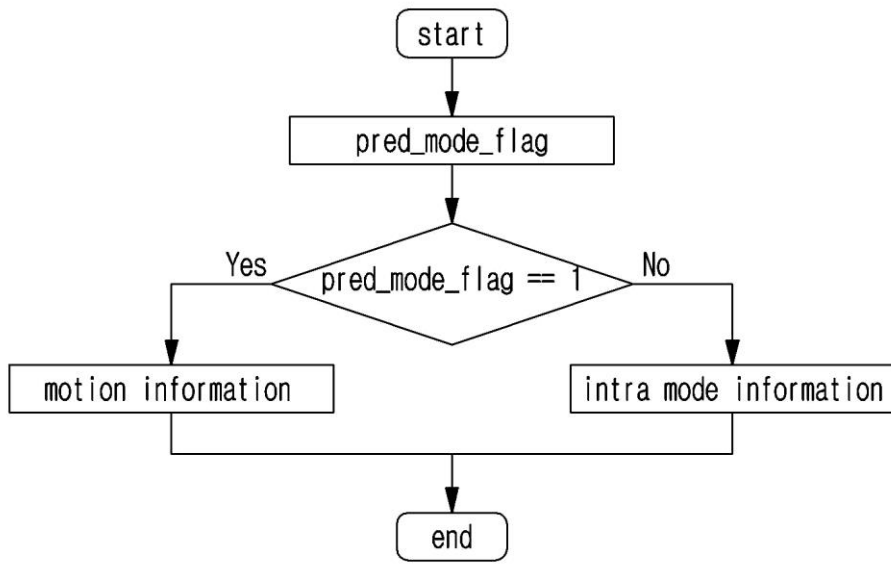 start
pred_mode_flag
pred_mode_flag == 1
Yes
No
motion information
intra mode information
end